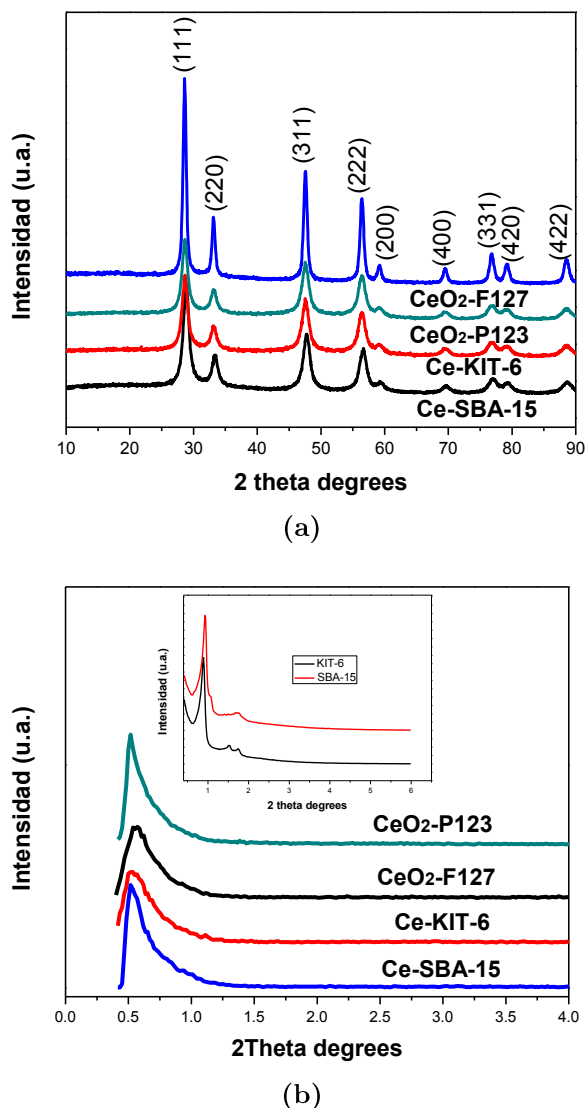 (111)
(220)
(311)
(222)
(200)
(400)
(331)
(420)
(422)
Intensidad (u.a.)
CeO2-F127
CeO2-P123
Ce-KIT-6
Ce-SBA-15
10 20 30 40 50 60 70 80 90
2 theta degrees
(a)
Intensidad (u.a.)
KIT-6
SBA-15
Intensidad (u.a.)
1 2 3 4 5 6
2 theta degrees
CeO2-P123
CeO2-F127
Ce-KIT-6
Ce-SBA-15
0.0 0.5 1.0 1.5 2.0 2.5 3.0 3.5 4.0
2Theta degrees
(b)